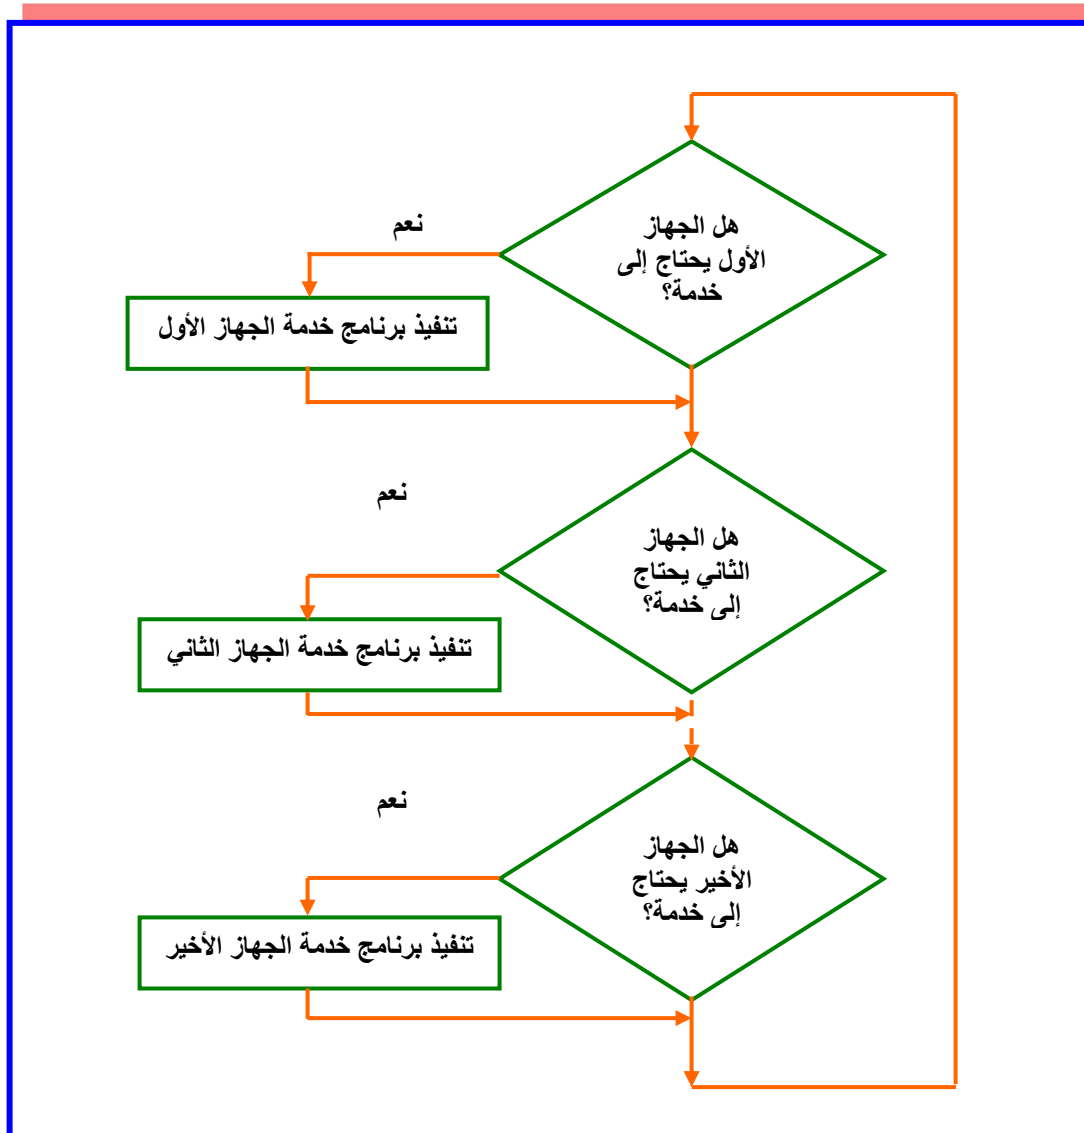 هل الجهاز
الأول يحتاج إلى
خدمة؟
نعم
تنفيذ برنامج خدمة الجهاز الأول
هل الجهاز
الثاني يحتاج
إلى خدمة؟
نعم
تنفيذ برنامج خدمة الجهاز الثاني
هل الجهاز
الأخير يحتاج
إلى خدمة؟
نعم
تنفيذ برنامج خدمة الجهاز الأخير